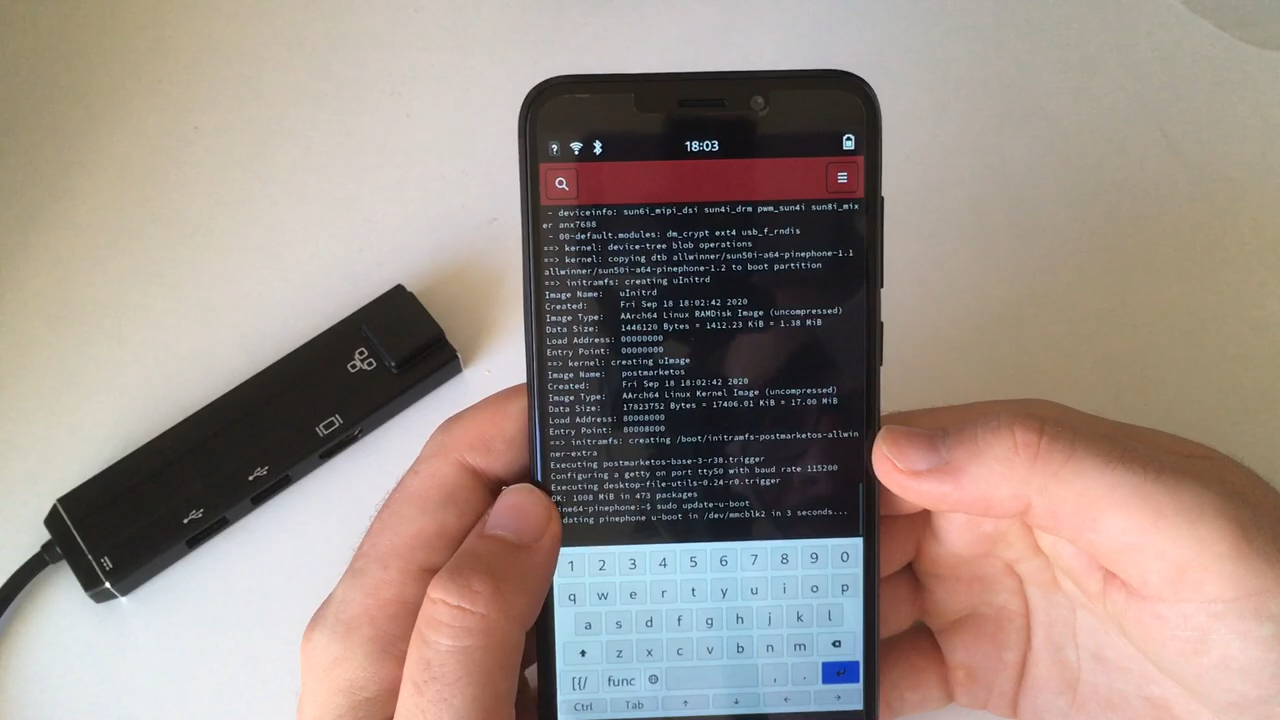 18:03
- deviceinfo: sun6i_mipi_dsi sun4i_drm pwm_sun4i sun8i_mix
er anx7688
- 00-default.modules: dm_crypt ext4 usb_f_rndis
==> kernel: device-tree blob operations
==> kernel: copying dtb allwinner/sun50i-a64-pinephone-1.1
allwinner/sun50i-a64-pinephone-1.2 to boot partition
==> initramfs: creating uInitrd
Image Name: uInitrd
Created: Fri Sep 18 18:02:42 2020
Image Type: AArch64 Linux RAMDisk Image (uncompressed)
Data Size: 1446120 Bytes = 1412.23 KiB = 1.38 MiB
Load Address: 00000000
Entry Point: 00000000
==> kernel: creating uImage
Image Name: postmarketos
Created: Fri Sep 18 18:02:42 2020
Image Type: AArch64 Linux Kernel Image (uncompressed)
Data Size: 17823752 Bytes = 17406.01 KiB = 17.00 MiB
Load Address: 80008000
Entry Point: 80008000
==> initramfs: creating /boot/initramfs-postmarketos-allwin
ner-extra
Executing postmarketos-base-3-r38.trigger
Configuring a getty on port ttyS0 with baud rate 115200
Executing desktop-file-utils-0.24-r0.trigger
OK: 1008 MiB in 473 packages
ine64-pinephone:~$ sudo update-u-boot
dating pinephone u-boot in /dev/mmcblk2 in 3 seconds...
1 2 3 4 5 6 7 8 9 0
q w e r t y u i o p
a s d f g h j k l
z x c v b n m
[{/ func , .
Ctrl Tab